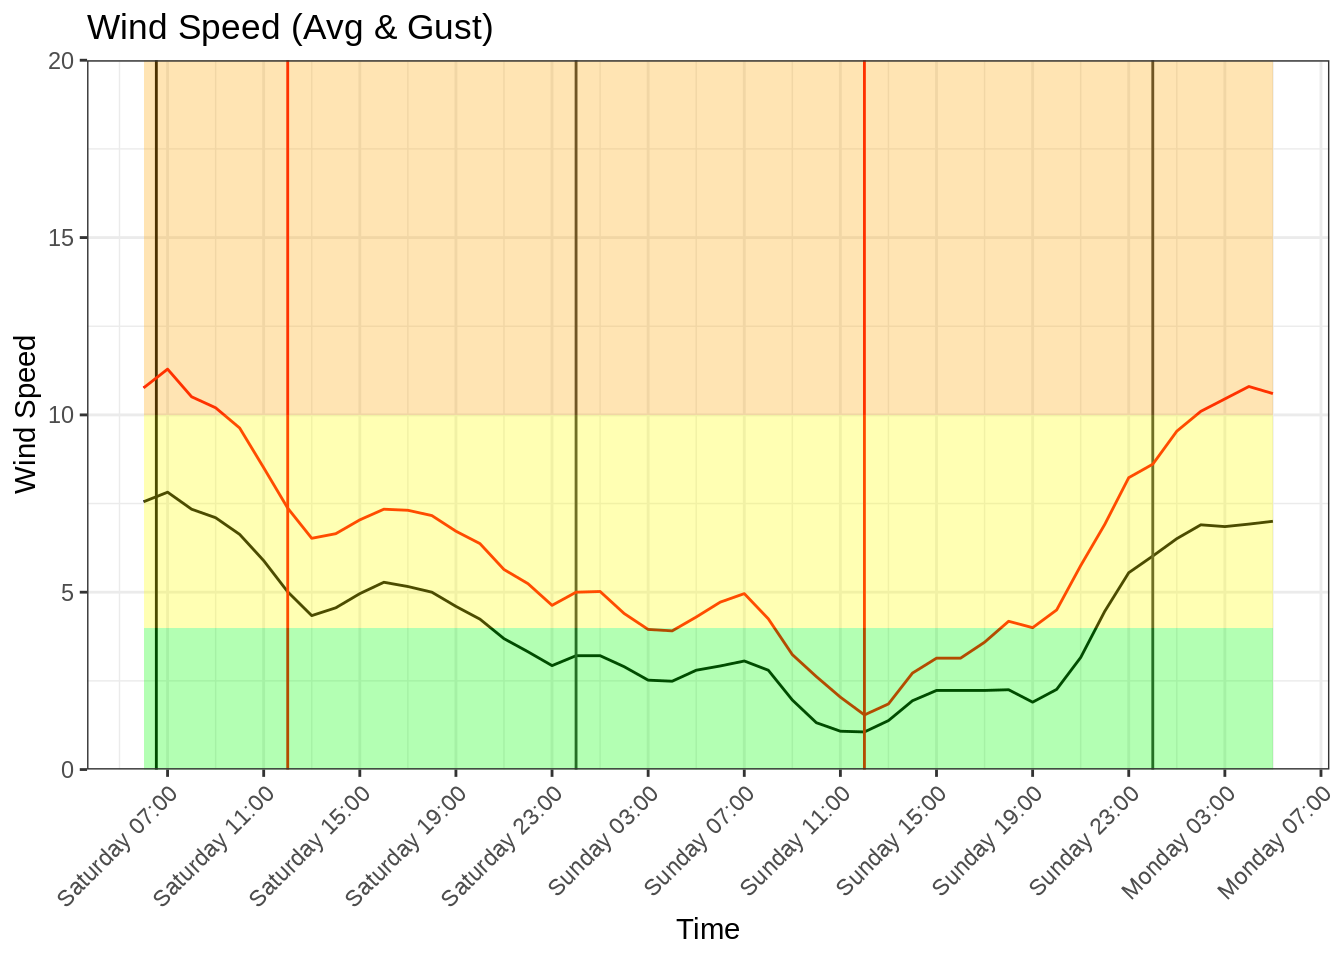 Wind Speed (Avg & Gust)
20
15
10
5
0
Wind Speed
Saturday 07:00
Saturday 11:00
Saturday 15:00
Saturday 19:00
Saturday 23:00
Sunday 03:00
Sunday 07:00
Sunday 11:00
Sunday 15:00
Sunday 19:00
Sunday 23:00
Monday 03:00
Monday 07:00
Time